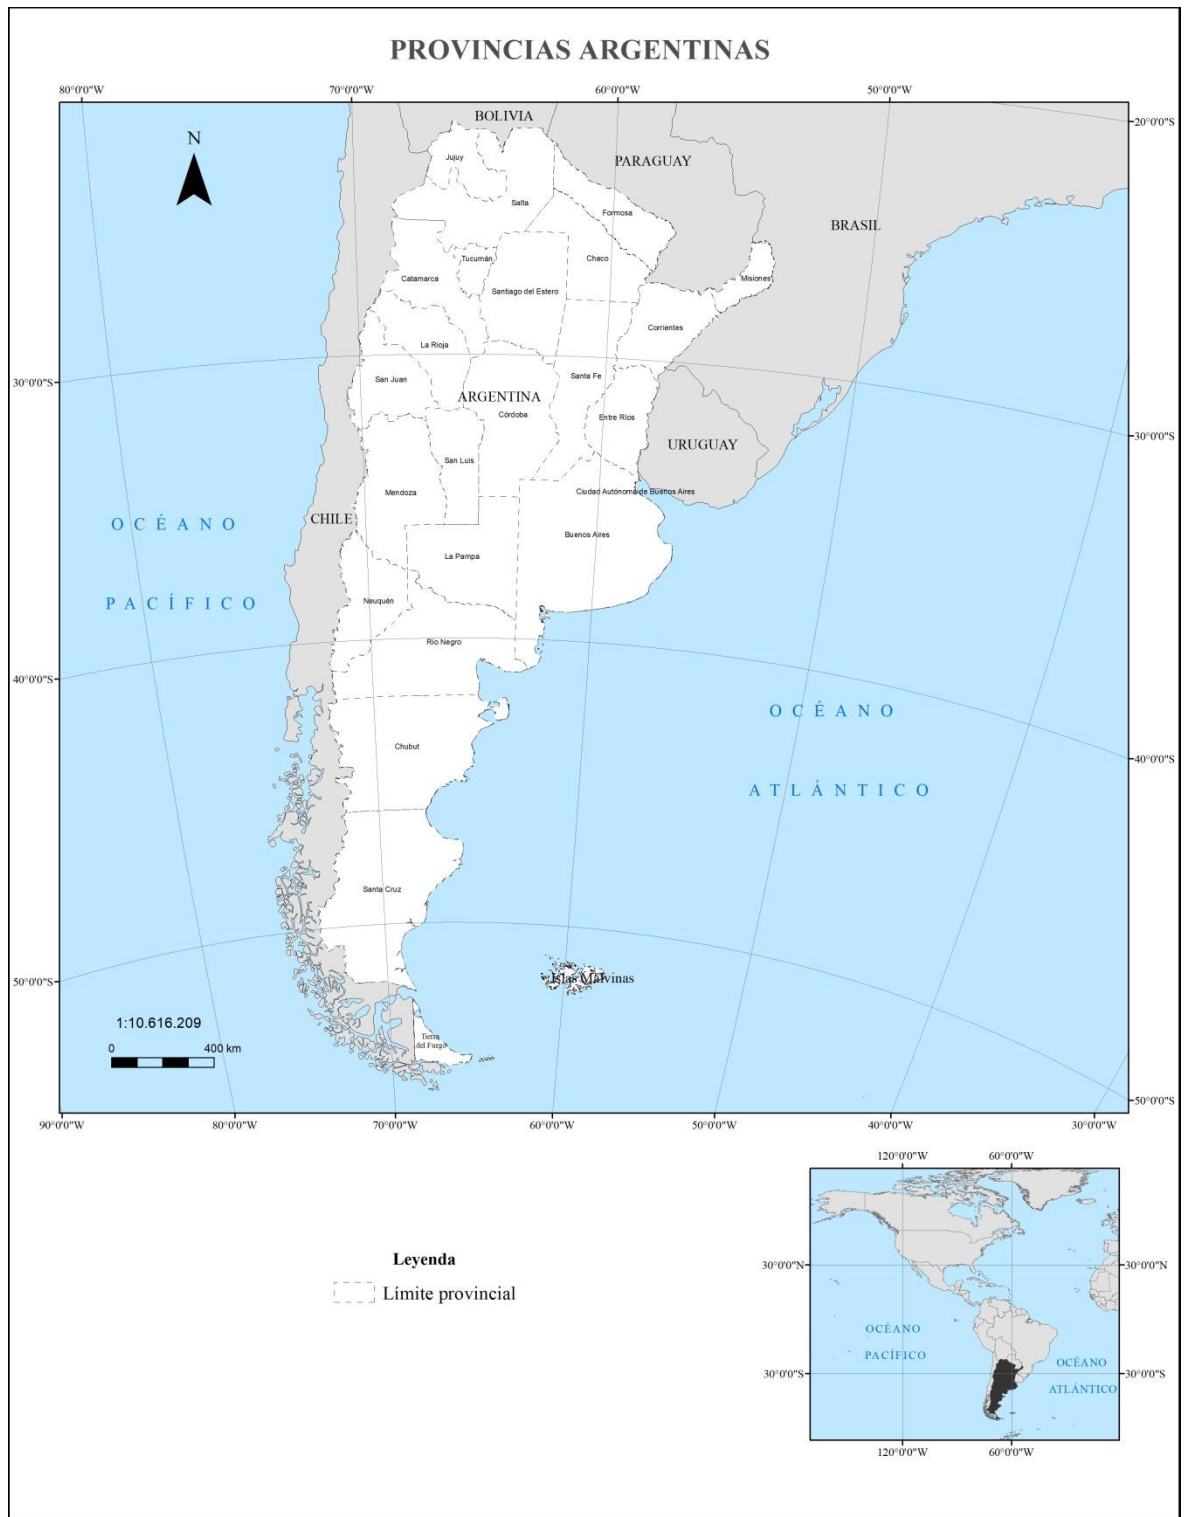 PROVINCIAS ARGENTINAS
80°0'0"W 70°0'0"W 60°0'0"W 50°0'0"W
20°0'0"S
BOLIVIA
N
Jujuy
PARAGUAY
Salta
Formosa
BRASIL
Tucumán
Chaco
Catamarca
Misiones
Santiago del Estero
Corrientes
La Rioja
San Juan
Santa Fe
30°0'0"S
ARGENTINA
Córdoba
Entre Ríos
30°0'0"S
URUGUAY
San Luis
Mendoza
Ciudad Autónoma de Buenos Aires
CHILE
OCÉANO
Buenos Aires
La Pampa
PACÍFICO
Neuquén
Río Negro
40°0'0"S
OCÉANO
Chubut
40°0'0"S
ATLÁNTICO
Santa Cruz
Islas Malvinas
50°0'0"S
1:10.616.209
Tierra
del Fuego
0 400 km
50°0'0"S
90°0'0"W 80°0'0"W 70°0'0"W 60°0'0"W 50°0'0"W 40°0'0"W 30°0'0"W
120°0'0"W 60°0'0"W
Leyenda
Límite provincial
30°0'0"N 30°0'0"N
OCÉANO
PACÍFICO
OCÉANO
ATLÁNTICO
30°0'0"S 30°0'0"S
120°0'0"W 60°0'0"W